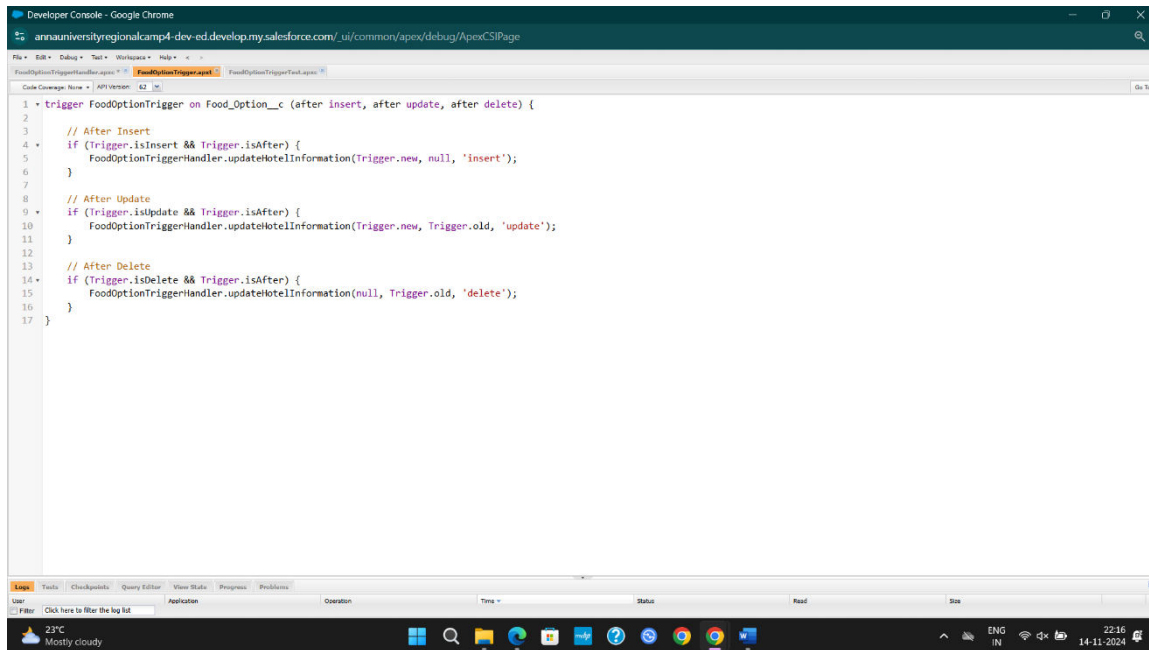 Developer Console - Google Chrome
annauniversityregionalcamp4-dev-ed.develop.my.salesforce.com/_ui/common/apex/debug/ApexCSIPage
File Edit Debug Test Workspace Help < >
FoodOptionTriggerHandler.apxc * FoodOptionTrigger.apxt FoodOptionTriggerTest.apxc
Code Coverage: None API Version: 62 Go To
1 trigger FoodOptionTrigger on Food_Option__c (after insert, after update, after delete) {
2
3 // After Insert
4 if (Trigger.isInsert && Trigger.isAfter) {
5 FoodOptionTriggerHandler.updateHotelInformation(Trigger.new, null, 'insert');
6 }
7
8 // After Update
9 if (Trigger.isUpdate && Trigger.isAfter) {
10 FoodOptionTriggerHandler.updateHotelInformation(Trigger.new, Trigger.old, 'update');
11 }
12
13 // After Delete
14 if (Trigger.isDelete && Trigger.isAfter) {
15 FoodOptionTriggerHandler.updateHotelInformation(null, Trigger.old, 'delete');
16 }
17 }
Logs Tests Checkpoints Query Editor View State Progress Problems
User Application Operation Time Status Read Size
Filter Click here to filter the log list
23°C
Mostly cloudy
ENG
IN
22:16
14-11-2024